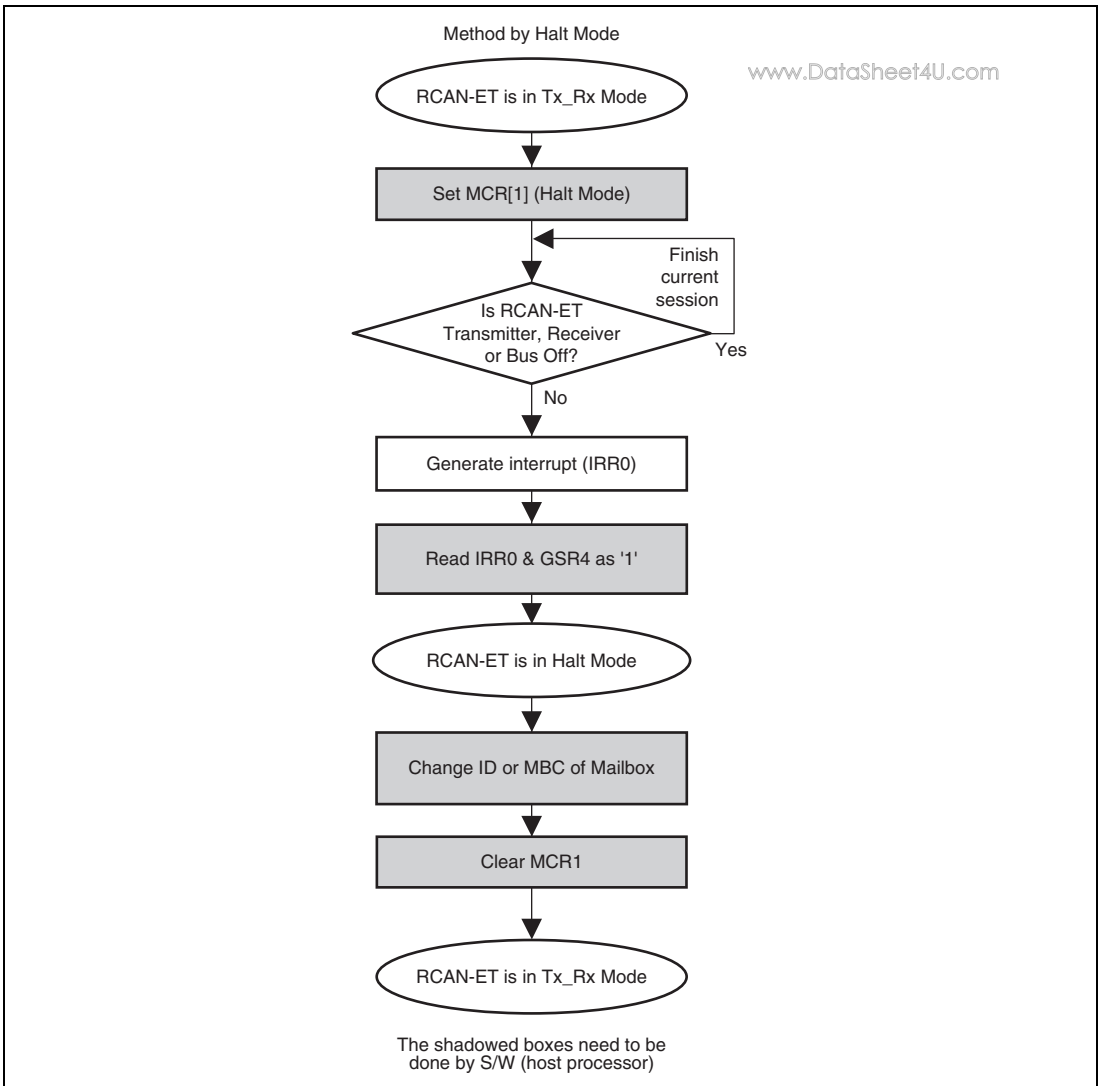 Method by Halt Mode
www.DataSheet4U.com
RCAN-ET is in Tx_Rx Mode
Set MCR[1] (Halt Mode)
Finish
current
session
Is RCAN-ET
Transmitter, Receiver
or Bus Off?
Yes
No
Generate interrupt (IRR0)
Read IRR0 & GSR4 as '1'
RCAN-ET is in Halt Mode
Change ID or MBC of Mailbox
Clear MCR1
RCAN-ET is in Tx_Rx Mode
The shadowed boxes need to be
done by S/W (host processor)